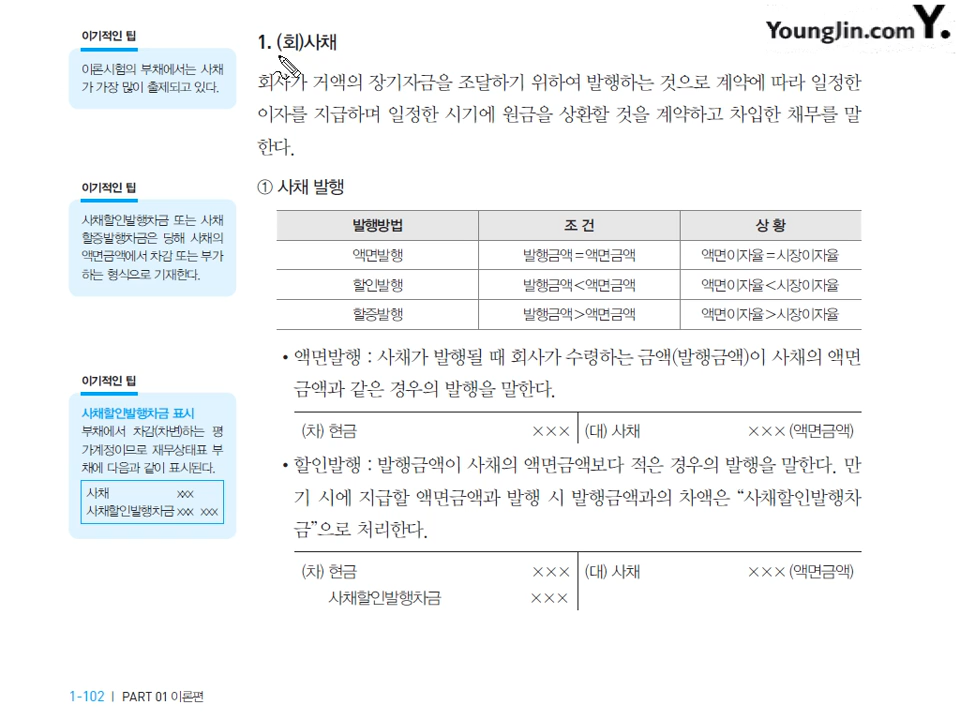 YoungJin.com Y.
이기적인 팁
이론시험의 부채에서는 사채
가 가장 많이 출제되고 있다.
1. (회)사채
회사가 거액의 장기자금을 조달하기 위하여 발행하는 것으로 계약에 따라 일정한
이자를 지급하며 일정한 시기에 원금을 상환할 것을 계약하고 차입한 채무를 말
한다.
이기적인 팁
사채할인발행차금 또는 사채
할증발행차금은 당해 사채의
액면금액에서 차감 또는 부가
하는 형식으로 기재한다.
① 사채 발행
발행방법 조 건 상 황
액면발행 발행금액=액면금액 액면이자율=시장이자율
할인발행 발행금액<액면금액 액면이자율<시장이자율
할증발행 발행금액>액면금액 액면이자율>시장이자율
• 액면발행 : 사채가 발행될 때 회사가 수령하는 금액(발행금액)이 사채의 액면
금액과 같은 경우의 발행을 말한다.
(차) 현금 ××× (대) 사채 ×××(액면금액)
이기적인 팁
사채할인발행차금 표시
부채에서 차감(차변)하는 평
가계정이므로 재무상태표 부
채에 다음과 같이 표시된다.
사채 xxx
사채할인발행차금 xxx xxx
• 할인발행 : 발행금액이 사채의 액면금액보다 적은 경우의 발행을 말한다. 만
기 시에 지급할 액면금액과 발행 시 발행금액과의 차액은 “사채할인발행차
금”으로 처리한다.
(차) 현금 ××× (대) 사채 ×××(액면금액)
사채할인발행차금 ×××
1-102 | PART 01 이론편